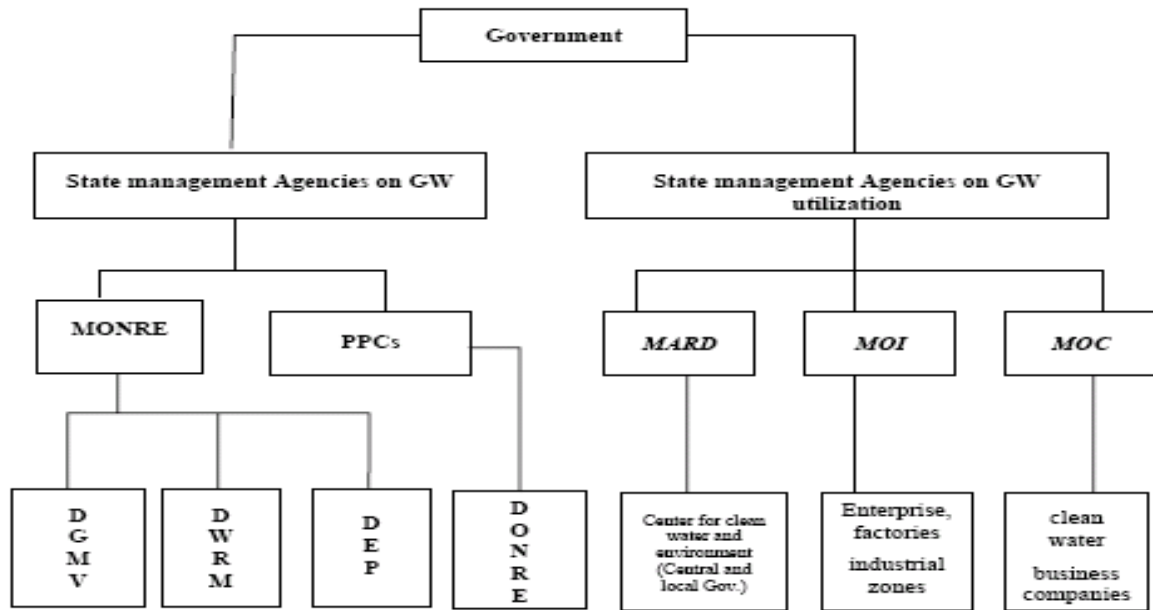 Government
State management Agencies on GW
State management Agencies on GW
utilization
MONRE
PPCs
MARD
MOI
MOC
D
G
M
V
D
W
R
M
D
E
P
D
O
N
R
E
Center for clean
water and
environment
(Central and
local Gov.)
Enterprise,
factories
industrial
zones
clean
water
business
companies